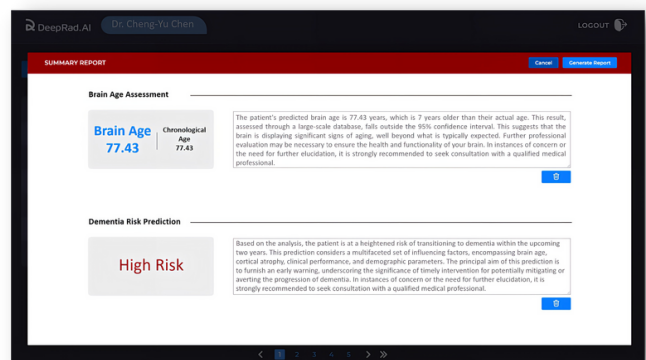 DeepRad.AI
Dr. Cheng-Yu Chen
LOGOUT
SUMMARY REPORT
Cancel
Generate Report
Brain Age Assessment
Brain Age
77.43
Chronological
Age
77.43
The patient's predicted brain age is 77.43 years, which is 7 years older than their actual age. This result,
assessed through a large-scale database, falls outside the 95% confidence interval. This suggests that the
brain is displaying significant signs of aging, well beyond what is typically expected. Further professional
evaluation may be necessary to ensure the health and functionality of your brain. In instances of concern or
the need for further elucidation, it is strongly recommended to seek consultation with a qualified medical
professional.
Dementia Risk Prediction
High Risk
Based on the analysis, the patient is at a heightened risk of transitioning to dementia within the upcoming
two years. This prediction considers a multifaceted set of influencing factors, encompassing brain age,
cortical atrophy, clinical performance, and demographic parameters. The principal aim of this prediction is
to furnish an early warning, underscoring the significance of timely intervention for potentially mitigating or
averting the progression of dementia. In instances of concern or the need for further elucidation, it is
strongly recommended to seek consultation with a qualified medical professional.
1 2 3 4 5